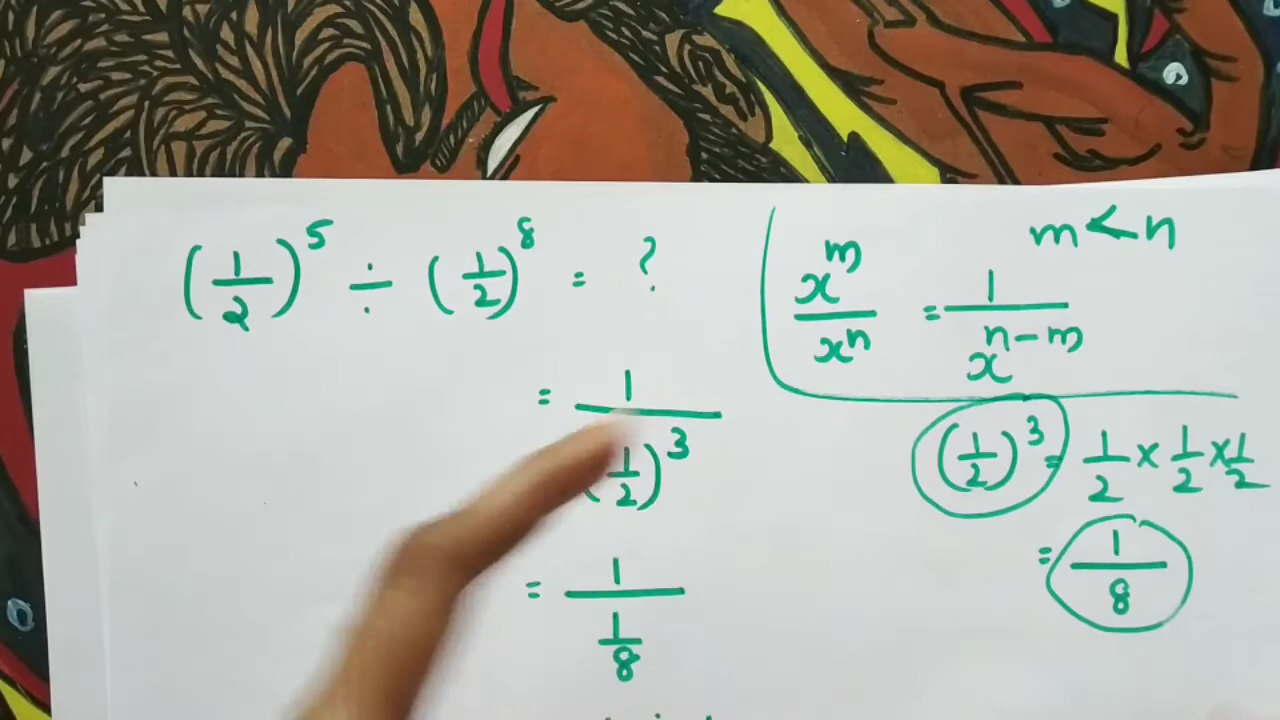 (1/2)^5 ÷ (1/2)^8 = ?
m < n
x^m / x^n = 1 / x^(n-m)
= 1 / (1/2)^3
(1/2)^3 = 1/2 × 1/2 × 1/2
= 1/8
= 1 / (1/8)